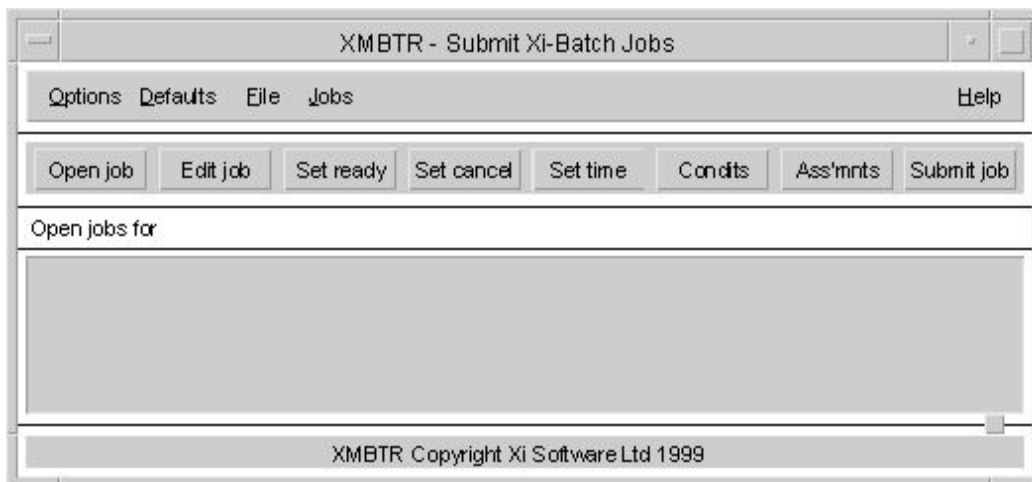 XMBTR - Submit Xi-Batch Jobs
Options Defaults File Jobs Help
Open job Edit job Set ready Set cancel Set time Condits Ass'mnts Submit job
Open jobs for
XMBTR Copyright Xi Software Ltd 1999